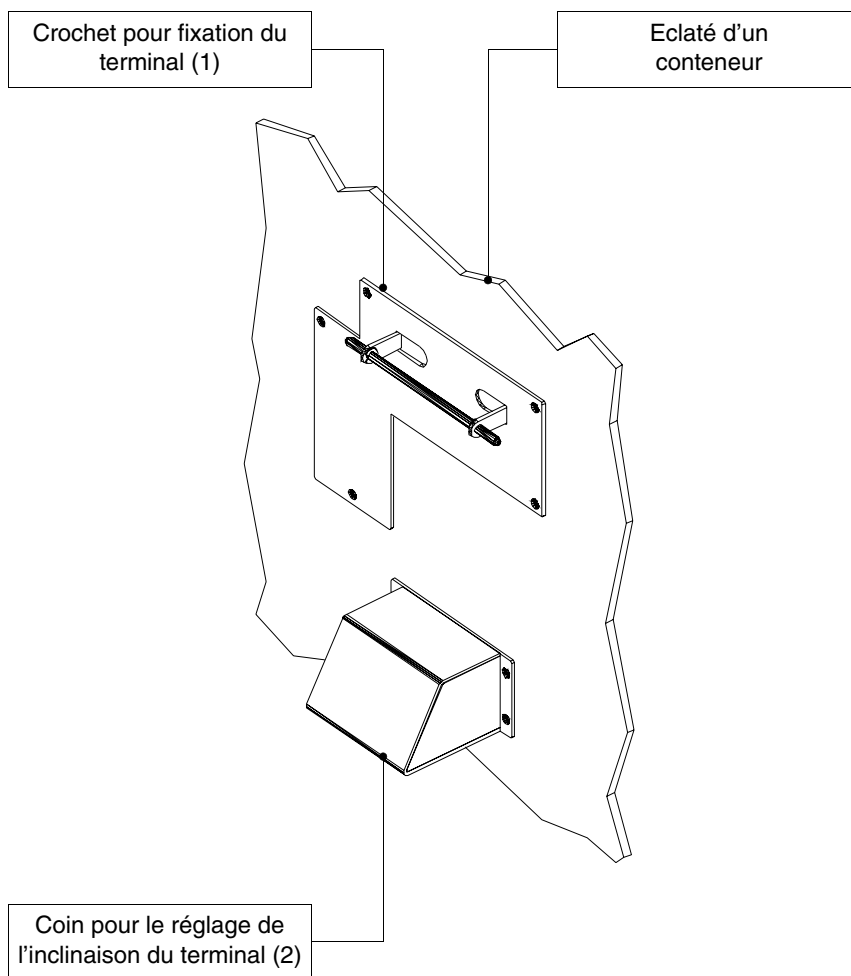 Crochet pour fixation du
terminal (1)
Eclaté d’un
conteneur
Coin pour le réglage de
l’inclinaison du terminal (2)